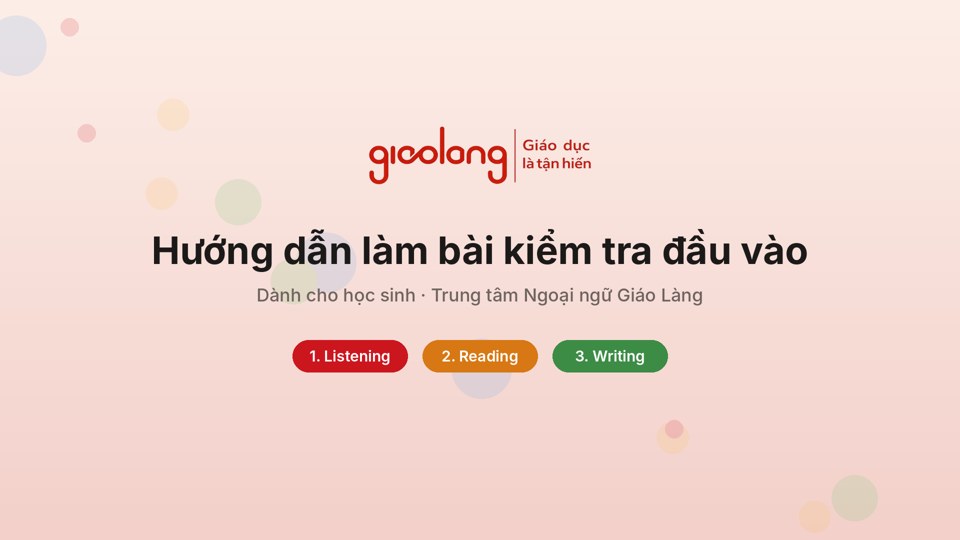 giaolang
Giáo dục
là tận hiến
Hướng dẫn làm bài kiểm tra đầu vào
Dành cho học sinh · Trung tâm Ngoại ngữ Giáo Làng
1. Listening
2. Reading
3. Writing